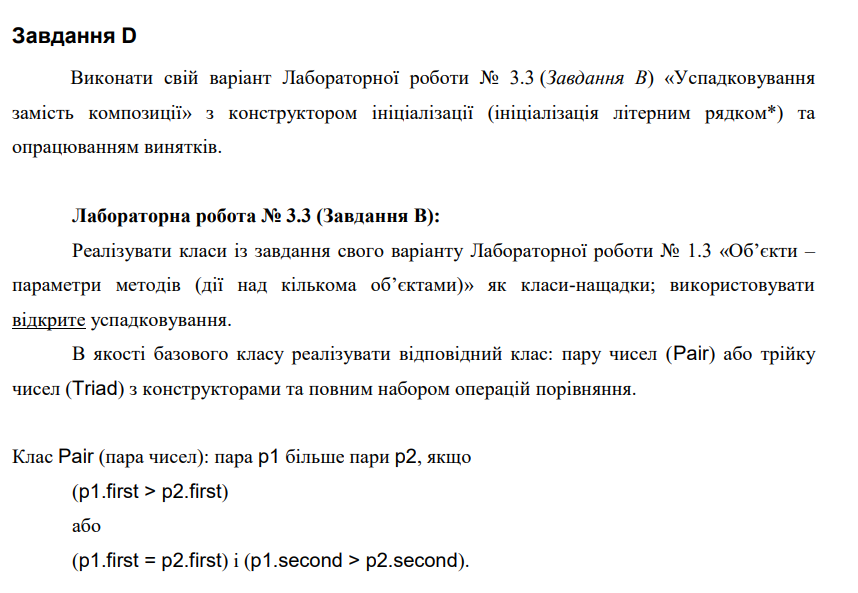 Завдання D
Виконати свій варіант Лабораторної роботи № 3.3 (Завдання B) «Успадковування
замість композиції» з конструктором ініціалізації (ініціалізація літерним рядком*) та
опрацюванням винятків.
Лабораторна робота № 3.3 (Завдання B):
Реалізувати класи із завдання свого варіанту Лабораторної роботи № 1.3 «Об’єкти –
параметри методів (дії над кількома об’єктами)» як класи-нащадки; використовувати
відкрите успадковування.
В якості базового класу реалізувати відповідний клас: пару чисел (Pair) або трійку
чисел (Triad) з конструкторами та повним набором операцій порівняння.
Клас Pair (пара чисел): пара p1 більше пари p2, якщо
(p1.first > p2.first)
або
(p1.first = p2.first) і (p1.second > p2.second).